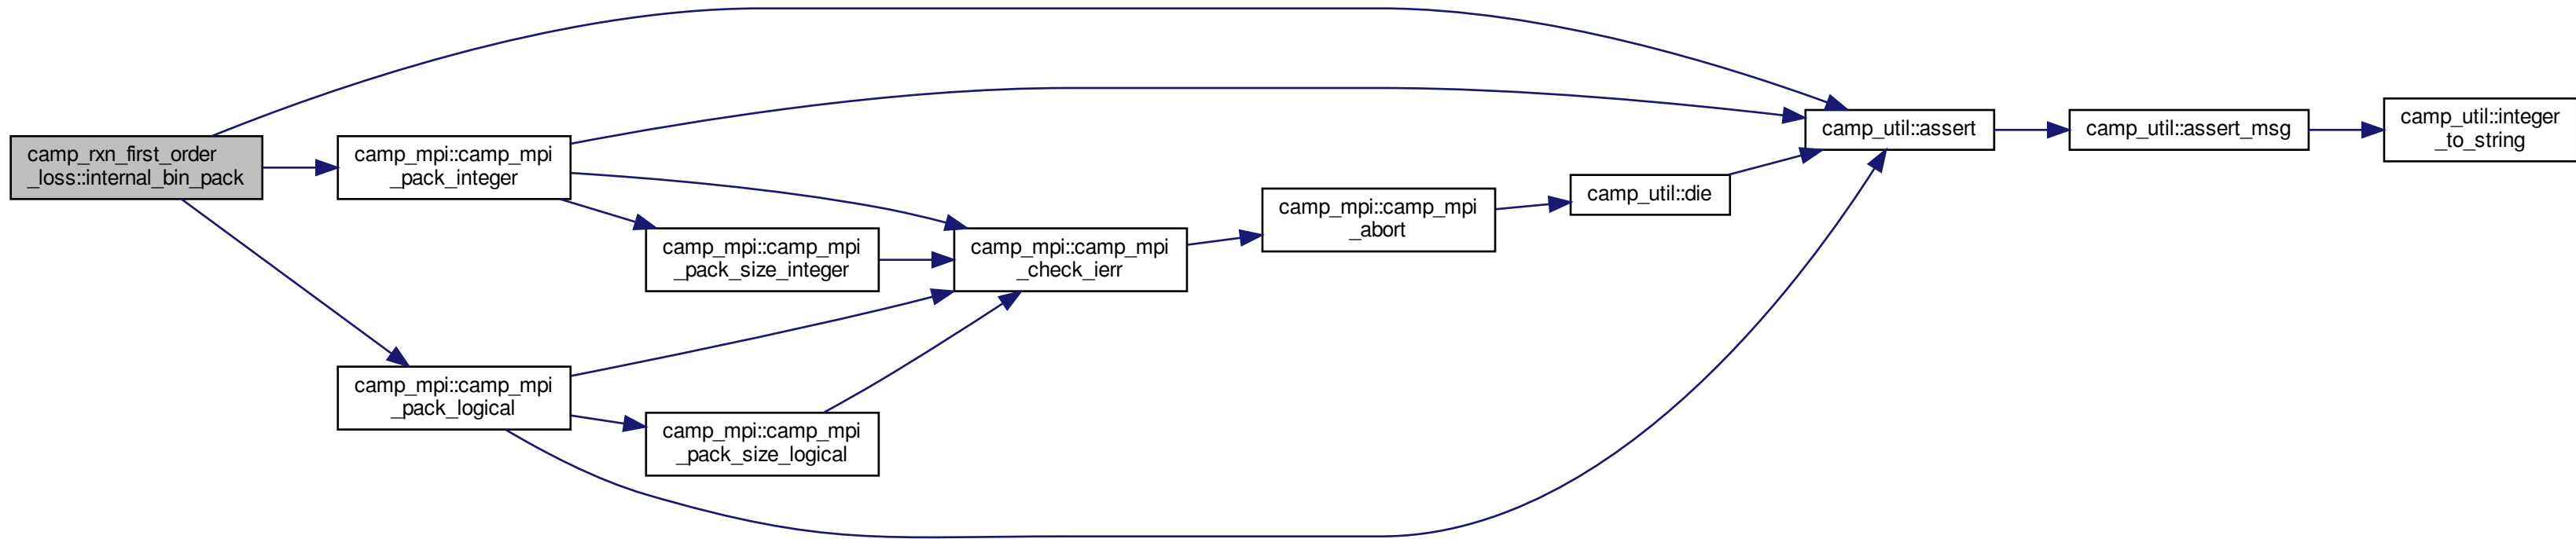 camp_rxn_first_order
_loss::internal_bin_pack
camp_mpi::camp_mpi
_pack_integer
camp_mpi::camp_mpi
_pack_size_integer
camp_mpi::camp_mpi
_check_ierr
camp_mpi::camp_mpi
_abort
camp_util::die
camp_util::assert
camp_util::assert_msg
camp_util::integer
_to_string
camp_mpi::camp_mpi
_pack_logical
camp_mpi::camp_mpi
_pack_size_logical